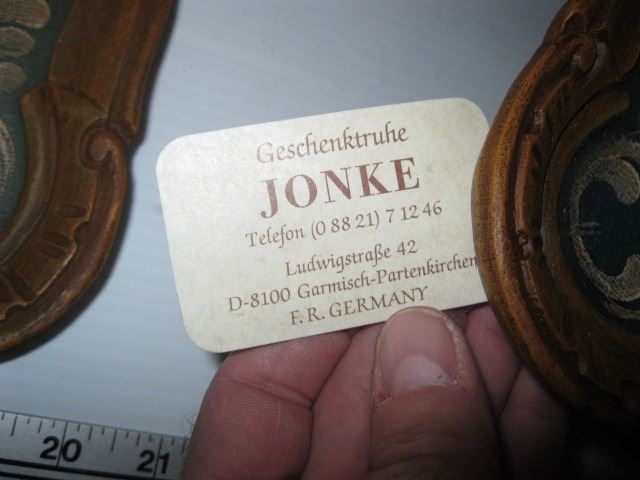 Geschenktruhe
JONKE
Telefon (0 88 21) 7 12 46
Ludwigstraße 42
D-8100 Garmisch-Partenkirchen
F. R. GERMANY
20 21